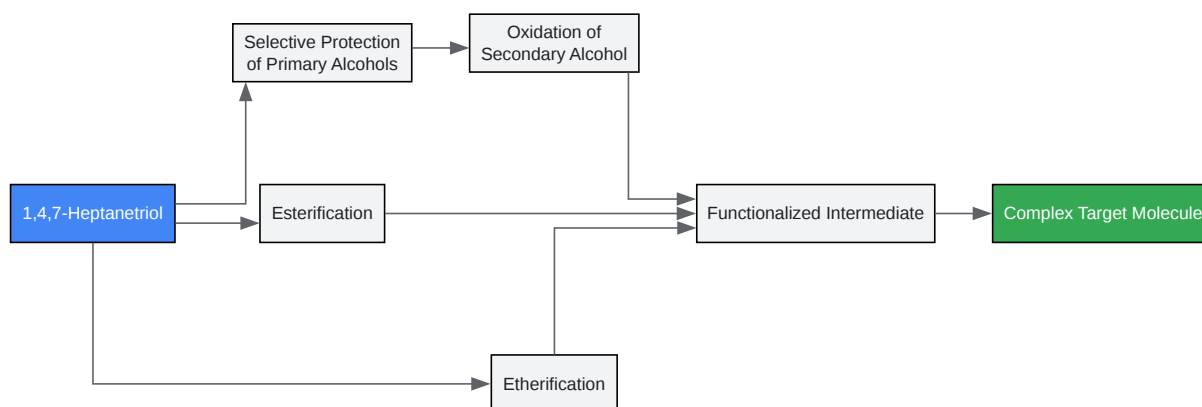 Selective Protection
of Primary Alcohols
Oxidation of
Secondary Alcohol
1,4,7-Heptanetriol
Esterification
Functionalized Intermediate
Complex Target Molecule
Etherification